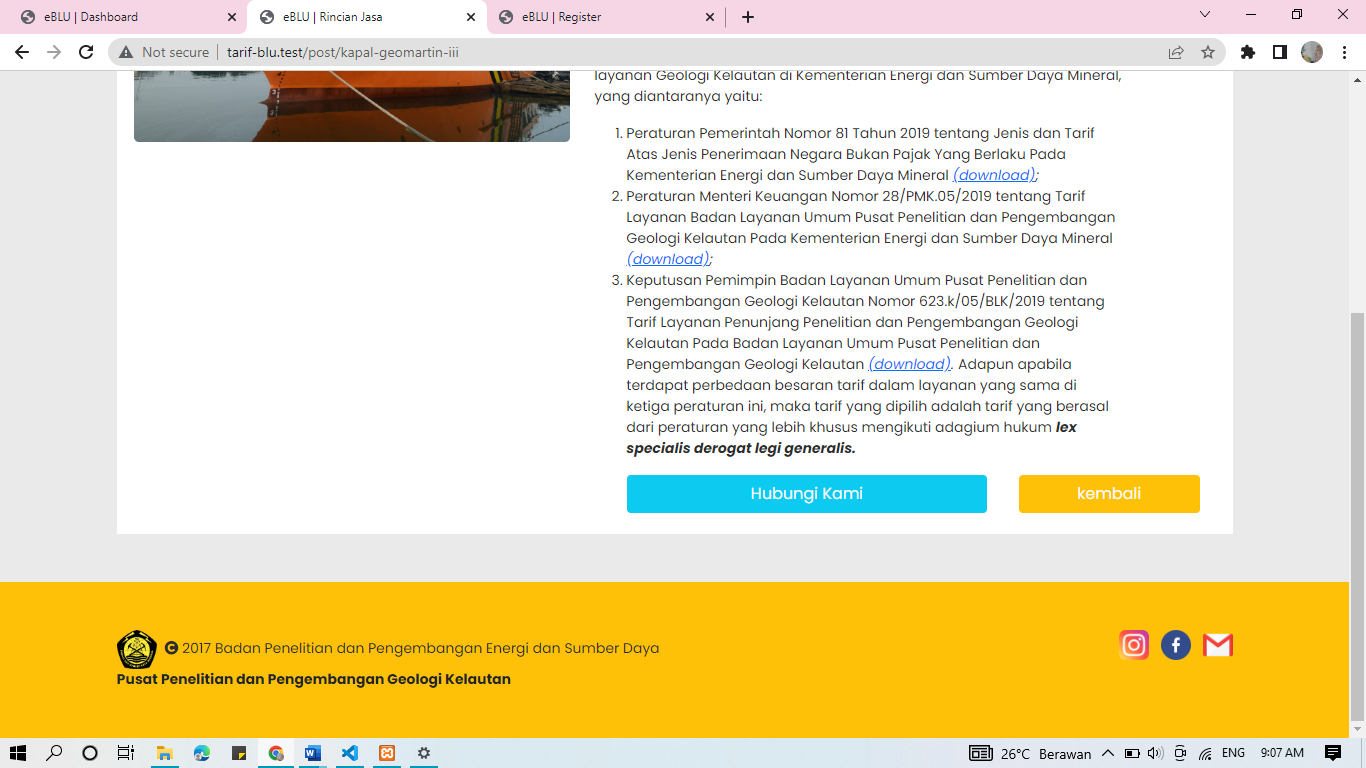 eBLU | Dashboard
eBLU | Rincian Jasa
eBLU | Register
Not secure
tarif-blu.test/post/kapal-geomartin-iii
layanan Geologi Kelautan di Kementerian Energi dan Sumber Daya Mineral,
yang diantaranya yaitu:
1. Peraturan Pemerintah Nomor 81 Tahun 2019 tentang Jenis dan Tarif
Atas Jenis Penerimaan Negara Bukan Pajak Yang Berlaku Pada
Kementerian Energi dan Sumber Daya Mineral (download);
2. Peraturan Menteri Keuangan Nomor 28/PMK.05/2019 tentang Tarif
Layanan Badan Layanan Umum Pusat Penelitian dan Pengembangan
Geologi Kelautan Pada Kementerian Energi dan Sumber Daya Mineral
(download);
3. Keputusan Pemimpin Badan Layanan Umum Pusat Penelitian dan
Pengembangan Geologi Kelautan Nomor 623.k/05/BLK/2019 tentang
Tarif Layanan Penunjang Penelitian dan Pengembangan Geologi
Kelautan Pada Badan Layanan Umum Pusat Penelitian dan
Pengembangan Geologi Kelautan (download). Adapun apabila
terdapat perbedaan besaran tarif dalam layanan yang sama di
ketiga peraturan ini, maka tarif yang dipilih adalah tarif yang berasal
dari peraturan yang lebih khusus mengikuti adagium hukum lex
specialis derogat legi generalis.
Hubungi Kami
kembali
© 2017 Badan Penelitian dan Pengembangan Energi dan Sumber Daya
Pusat Penelitian dan Pengembangan Geologi Kelautan
26°C Berawan
ENG
9:07 AM